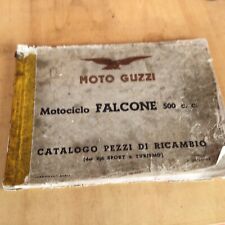 MOTO GUZZI
Motociclo FALCONE 500 c. c.
CATALOGO PEZZI DI RICAMBIO
(dei tipi SPORT e TURISMO)